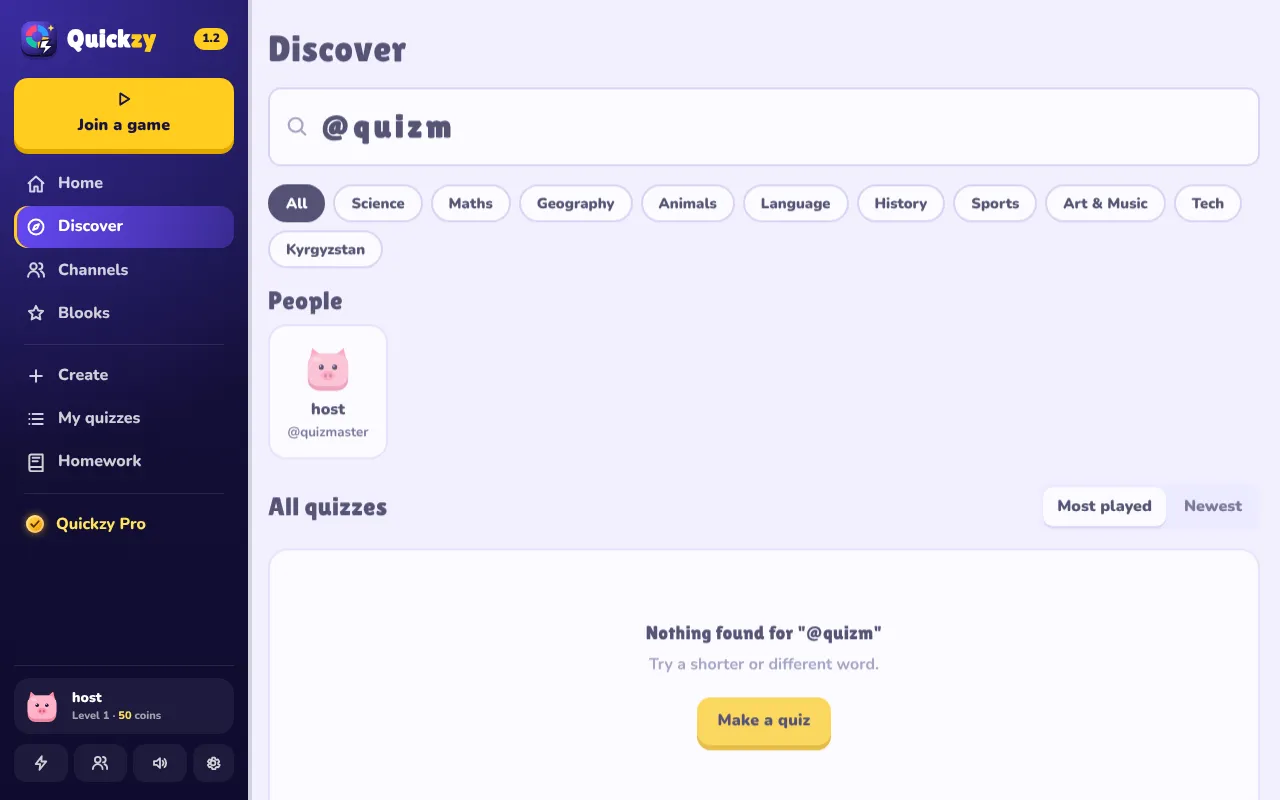 Quickzy
1.2
Join a game
Home
Discover
Channels
Blooks
Create
My quizzes
Homework
Quickzy Pro
host
Level 1 · 50 coins
Discover
@quizm
All
Science
Maths
Geography
Animals
Language
History
Sports
Art & Music
Tech
Kyrgyzstan
People
host
@quizmaster
All quizzes
Most played
Newest
Nothing found for "@quizm"
Try a shorter or different word.
Make a quiz